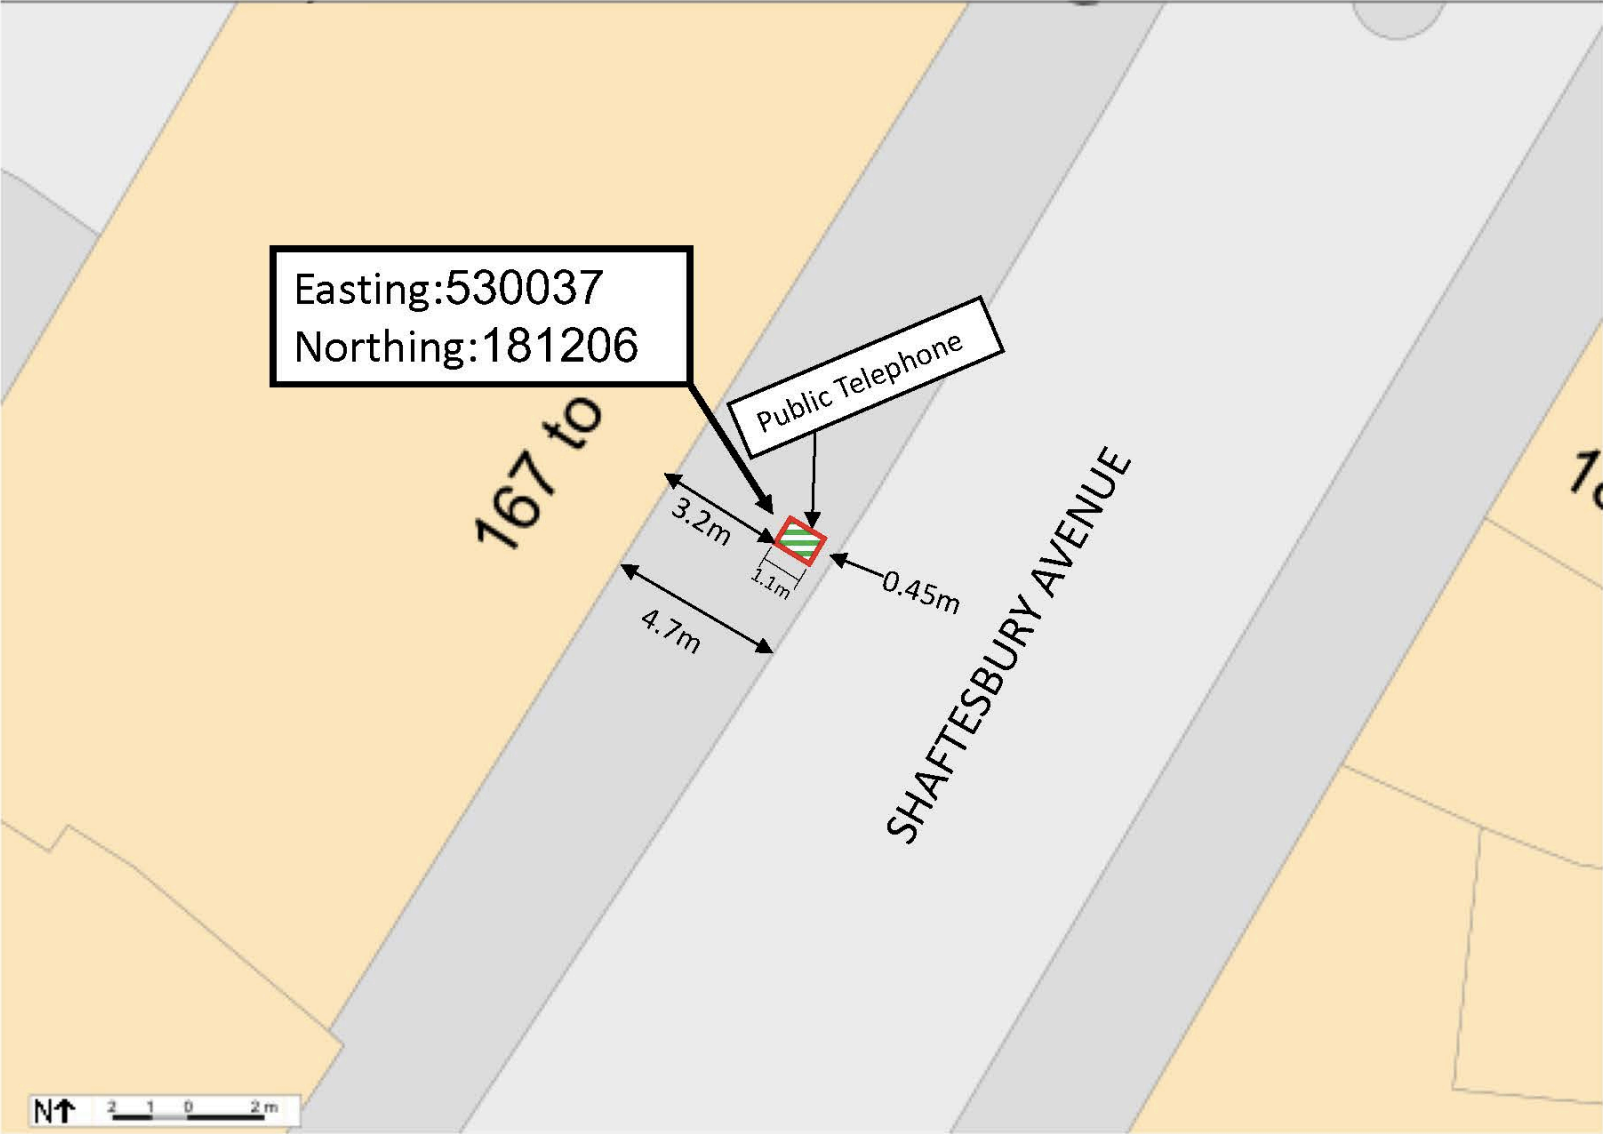 Easting:530037
Northing:181206
Public Telephone
167 to
3.2m
1.1m
0.45m
4.7m
SHAFTESBURY AVENUE
N
2 1 0 2 m